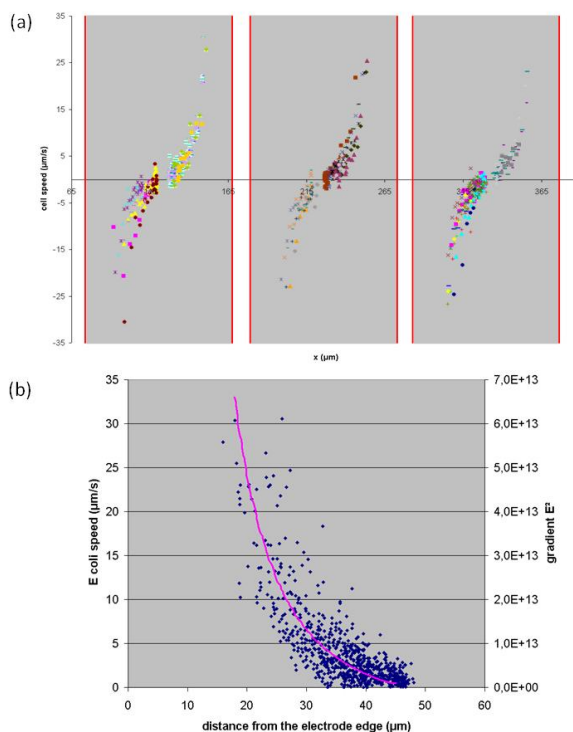 (a)
35
25
15
5
-5
-15
-25
-35
cell speed (µm/s)
65
165
215
265
365
x (µm)
(b)
35
30
25
20
15
10
5
0
E coli speed (µm/s)
7,0E+13
6,0E+13
5,0E+13
4,0E+13
3,0E+13
2,0E+13
1,0E+13
0,0E+00
gradient E²
0 10 20 30 40 50 60
distance from the electrode edge (µm)